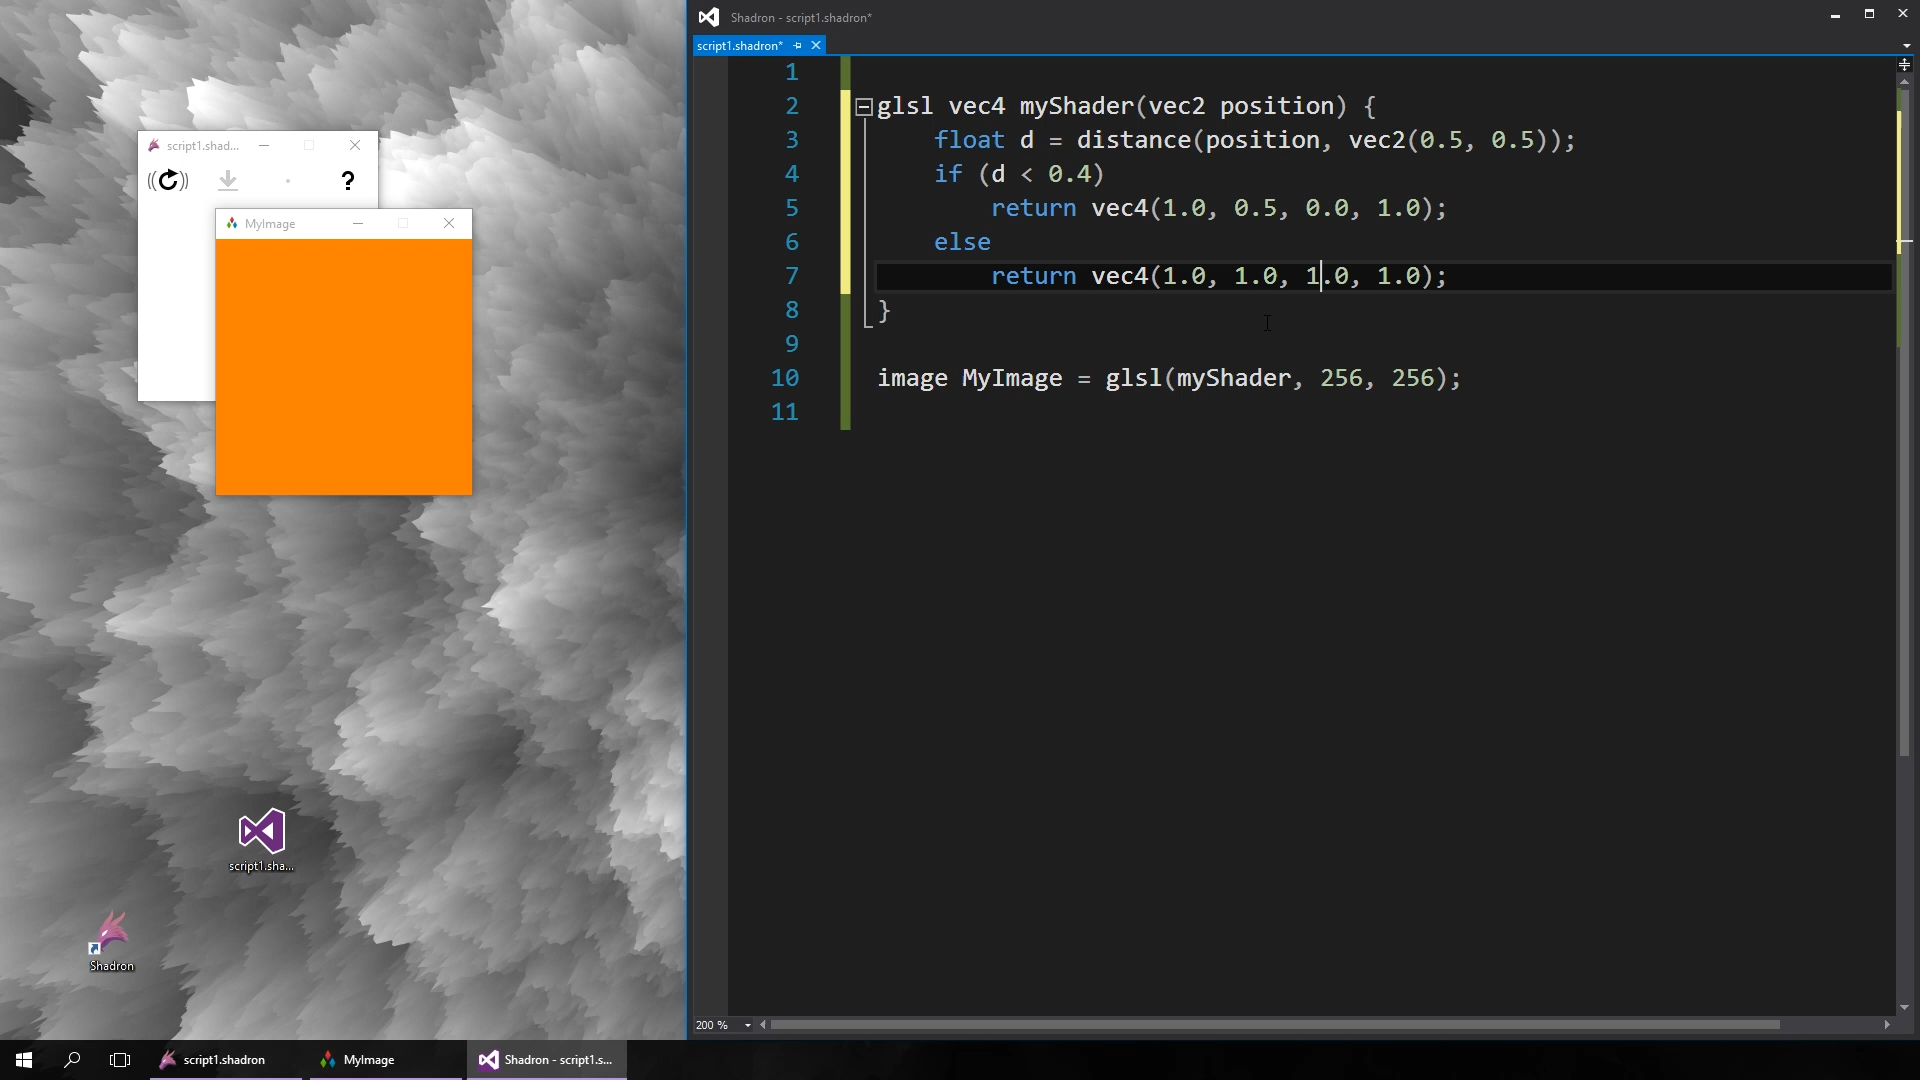 script1.shad...
?
MyImage
script1.sha...
Shadron
Shadron - script1.shadron*
script1.shadron*
1
2 glsl vec4 myShader(vec2 position) {
3 float d = distance(position, vec2(0.5, 0.5));
4 if (d < 0.4)
5 return vec4(1.0, 0.5, 0.0, 1.0);
6 else
7 return vec4(1.0, 1.0, 1.0, 1.0);
8 }
9
10 image MyImage = glsl(myShader, 256, 256);
11
200 %
script1.shadron
MyImage
Shadron - script1.s...